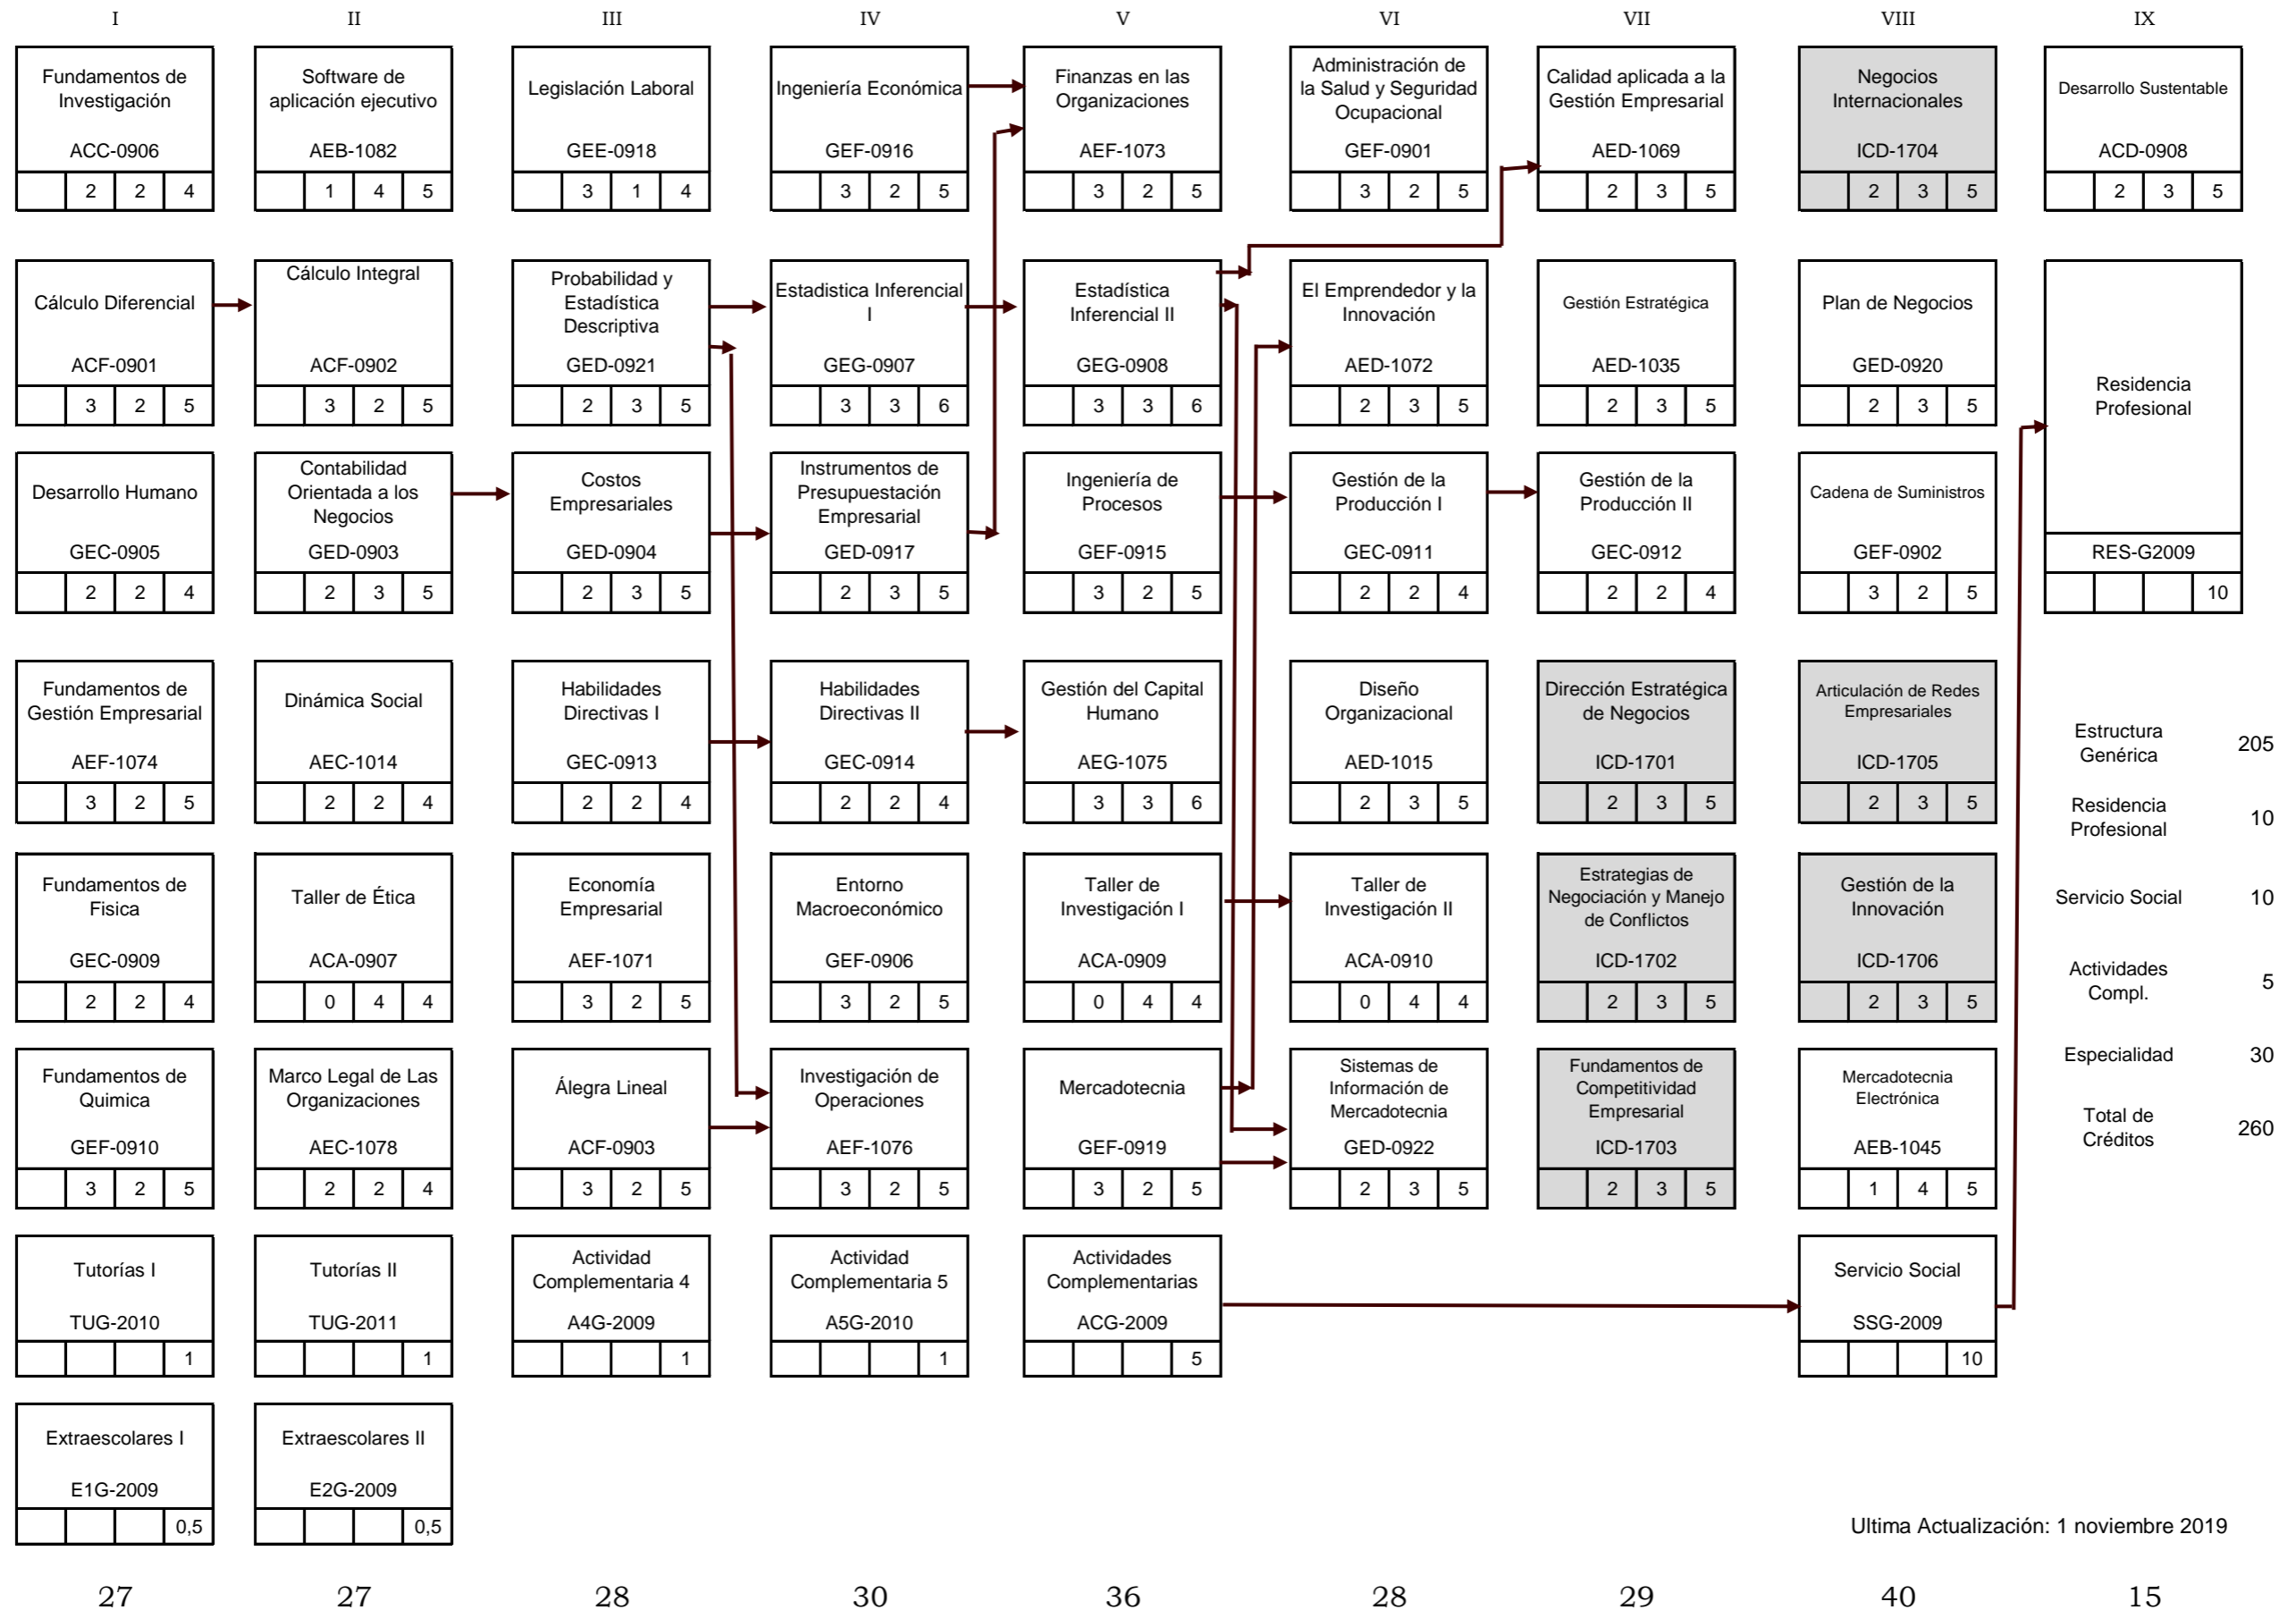 I II III IV V VI VII VIII IX
Fundamentos de
Investigación
ACC-0906
2 2 4
Software de
aplicación ejecutivo
AEB-1082
1 4 5
Legislación Laboral
GEE-0918
3 1 4
Ingeniería Económica
GEF-0916
3 2 5
Finanzas en las
Organizaciones
AEF-1073
3 2 5
Administración de
la Salud y Seguridad
Ocupacional
GEF-0901
3 2 5
Calidad aplicada a la
Gestión Empresarial
AED-1069
2 3 5
Negocios
Internacionales
ICD-1704
2 3 5
Desarrollo Sustentable
ACD-0908
2 3 5
Cálculo Diferencial
ACF-0901
3 2 5
Cálculo Integral
ACF-0902
3 2 5
Probabilidad y
Estadística
Descriptiva
GED-0921
2 3 5
Estadistica Inferencial
I
GEG-0907
3 3 6
Estadística
Inferencial II
GEG-0908
3 3 6
El Emprendedor y la
Innovación
AED-1072
2 3 5
Gestión Estratégica
AED-1035
2 3 5
Plan de Negocios
GED-0920
2 3 5
Residencia
Profesional
RES-G2009
10
Desarrollo Humano
GEC-0905
2 2 4
Contabilidad
Orientada a los
Negocios
GED-0903
2 3 5
Costos
Empresariales
GED-0904
2 3 5
Instrumentos de
Presupuestación
Empresarial
GED-0917
2 3 5
Ingeniería de
Procesos
GEF-0915
3 2 5
Gestión de la
Producción I
GEC-0911
2 2 4
Gestión de la
Producción II
GEC-0912
2 2 4
Cadena de Suministros
GEF-0902
3 2 5
Fundamentos de
Gestión Empresarial
AEF-1074
3 2 5
Dinámica Social
AEC-1014
2 2 4
Habilidades
Directivas I
GEC-0913
2 2 4
Habilidades
Directivas II
GEC-0914
2 2 4
Gestión del Capital
Humano
AEG-1075
3 3 6
Diseño
Organizacional
AED-1015
2 3 5
Dirección Estratégica
de Negocios
ICD-1701
2 3 5
Articulación de Redes
Empresariales
ICD-1705
2 3 5
Estructura
Genérica 205
Residencia
Profesional 10
Servicio Social 10
Actividades
Compl. 5
Especialidad 30
Total de
Créditos 260
Fundamentos de
Fisica
GEC-0909
2 2 4
Taller de Ética
ACA-0907
0 4 4
Economía
Empresarial
AEF-1071
3 2 5
Entorno
Macroeconómico
GEF-0906
3 2 5
Taller de
Investigación I
ACA-0909
0 4 4
Taller de
Investigación II
ACA-0910
0 4 4
Estrategias de
Negociación y Manejo
de Conflictos
ICD-1702
2 3 5
Gestión de la
Innovación
ICD-1706
2 3 5
Fundamentos de
Quimica
GEF-0910
3 2 5
Marco Legal de Las
Organizaciones
AEC-1078
2 2 4
Álegra Lineal
ACF-0903
3 2 5
Investigación de
Operaciones
AEF-1076
3 2 5
Mercadotecnia
GEF-0919
3 2 5
Sistemas de
Información de
Mercadotecnia
GED-0922
2 3 5
Fundamentos de
Competitividad
Empresarial
ICD-1703
2 3 5
Mercadotecnia
Electrónica
AEB-1045
1 4 5
Tutorías I
TUG-2010
1
Tutorías II
TUG-2011
1
Actividad
Complementaria 4
A4G-2009
1
Actividad
Complementaria 5
A5G-2010
1
Actividades
Complementarias
ACG-2009
5
Servicio Social
SSG-2009
10
Extraescolares I
E1G-2009
0,5
Extraescolares II
E2G-2009
0,5
Ultima Actualización: 1 noviembre 2019
27 27 28 30 36 28 29 40 15